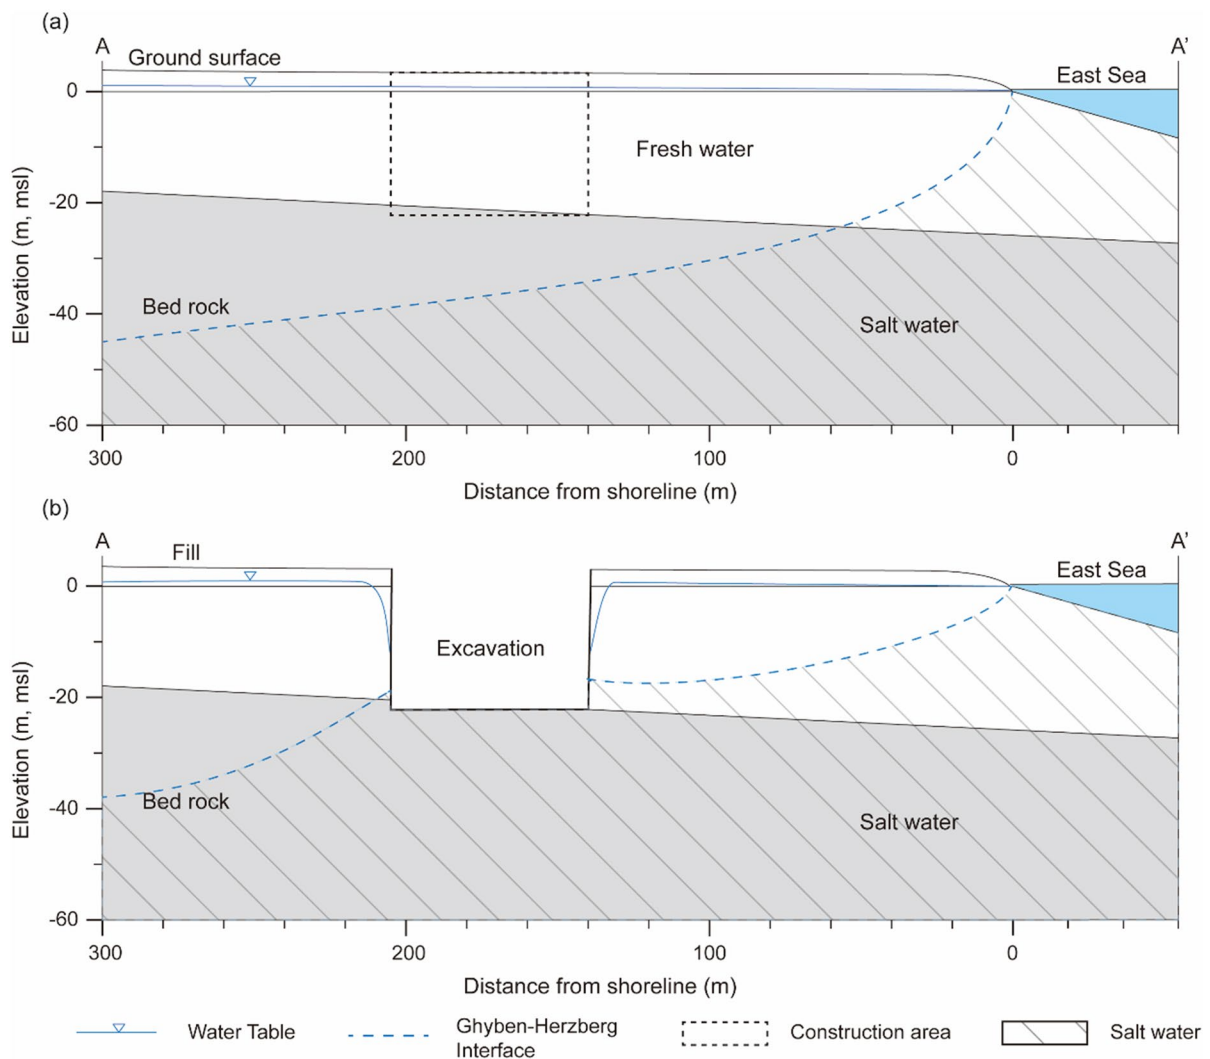 (a)
A
A'
Ground surface
East Sea
0
Fresh water
-20
Bed rock
-40
Salt water
-60
Elevation (m, msl)
300
200
100
0
Distance from shoreline (m)
(b)
A
A'
Fill
East Sea
0
Excavation
-20
Bed rock
-40
Salt water
-60
Elevation (m, msl)
300
200
100
0
Distance from shoreline (m)
Water Table
Ghyben-Herzberg
Interface
Construction area
Salt water